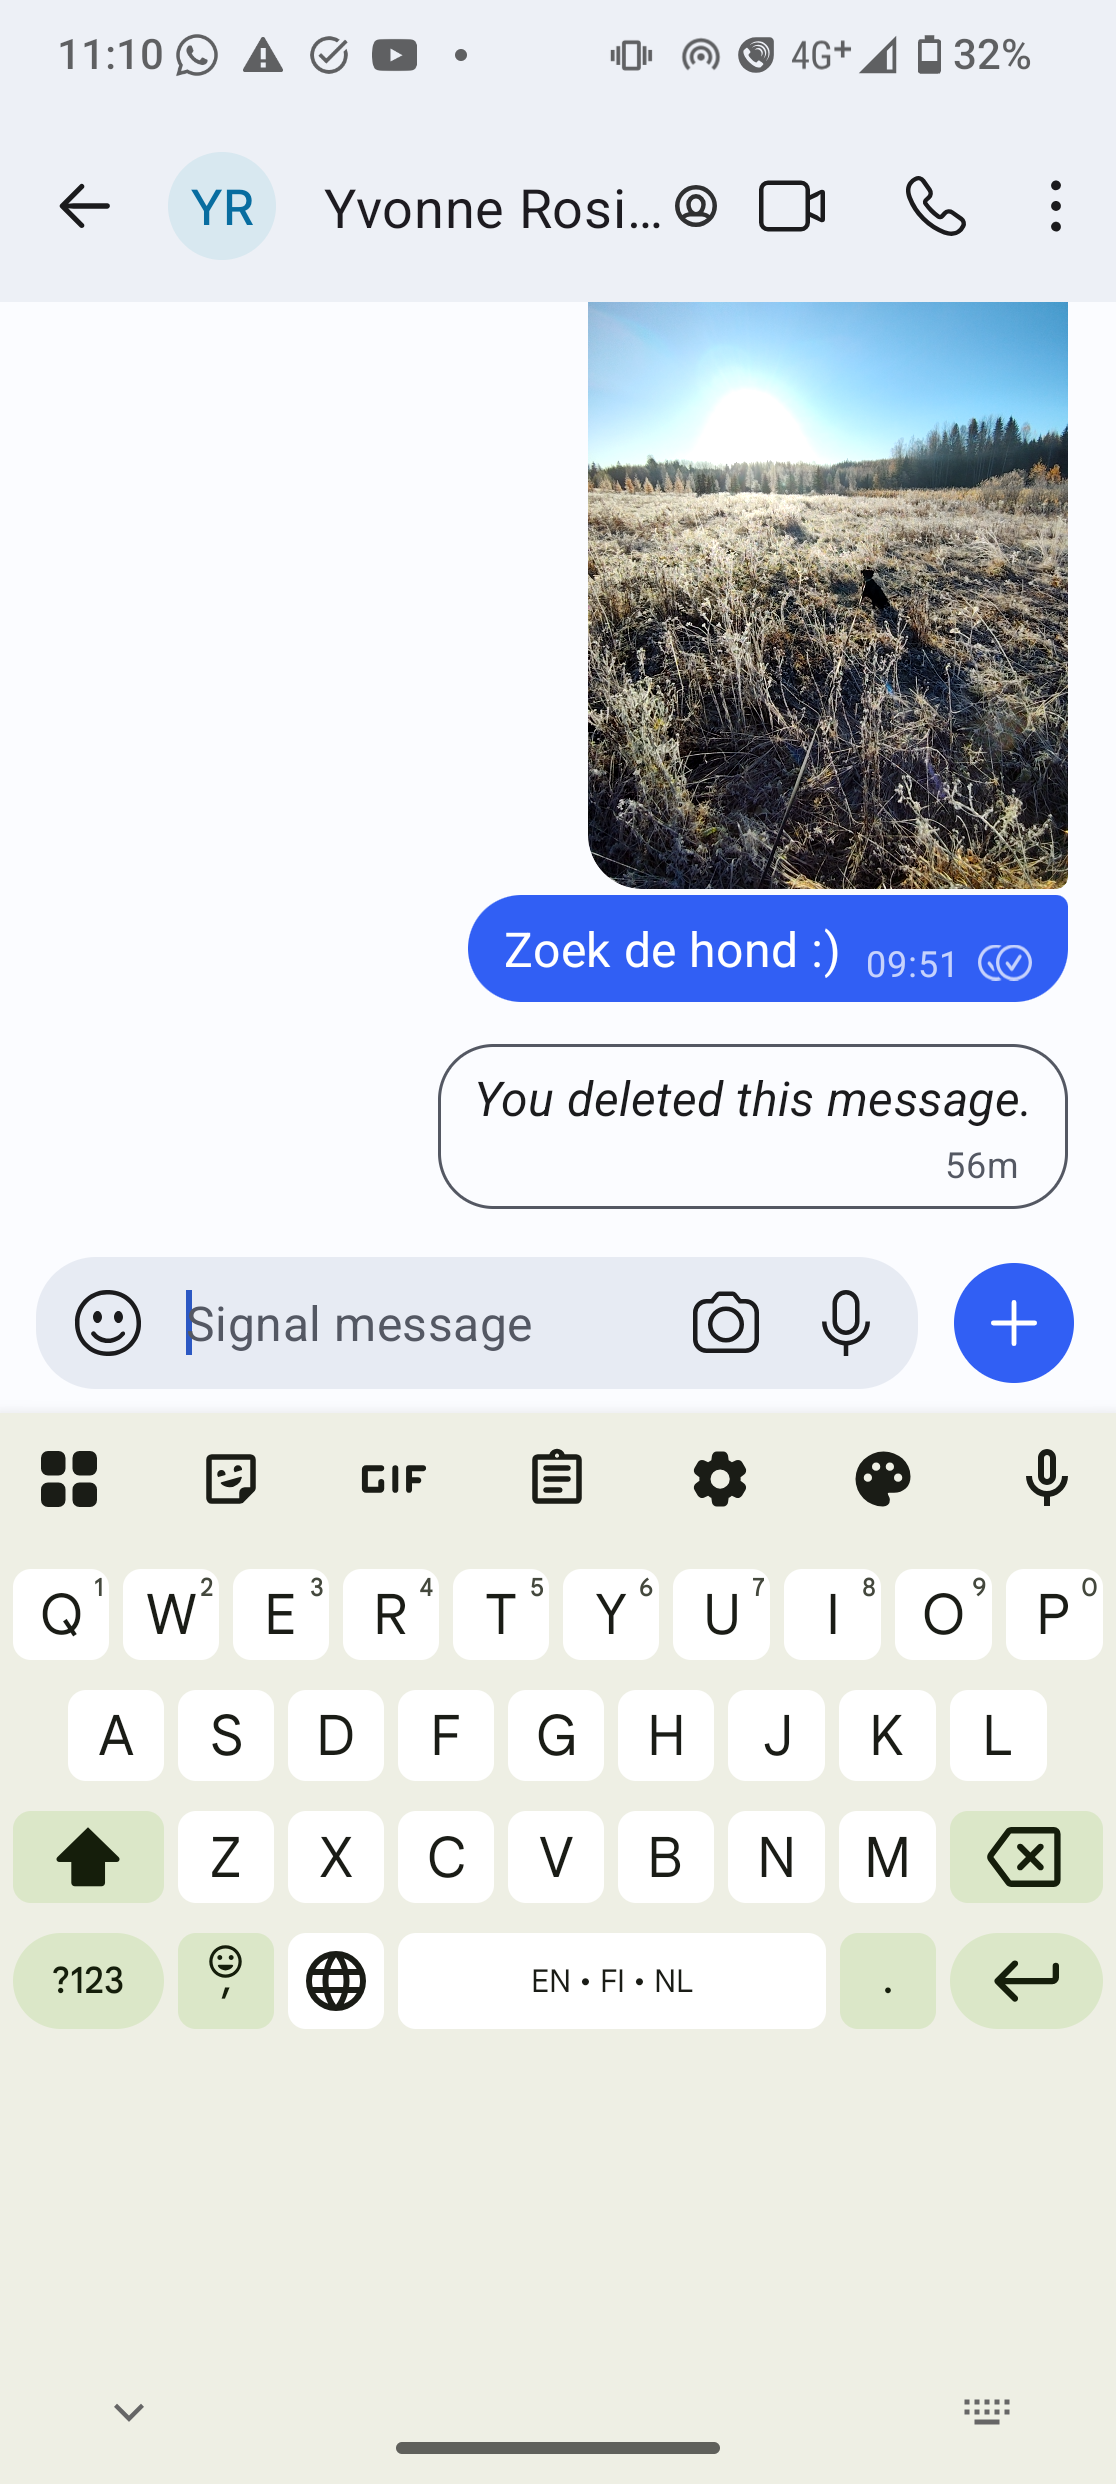 11:10 4G+ 32%
YR Yvonne Rosi...
Zoek de hond :) 09:51
You deleted this message.
56m
Signal message
GIF
Q1 W2 E3 R4 T5 Y6 U7 I8 O9 P0
A S D F G H J K L
Z X C V B N M
?123 , EN • FI • NL .